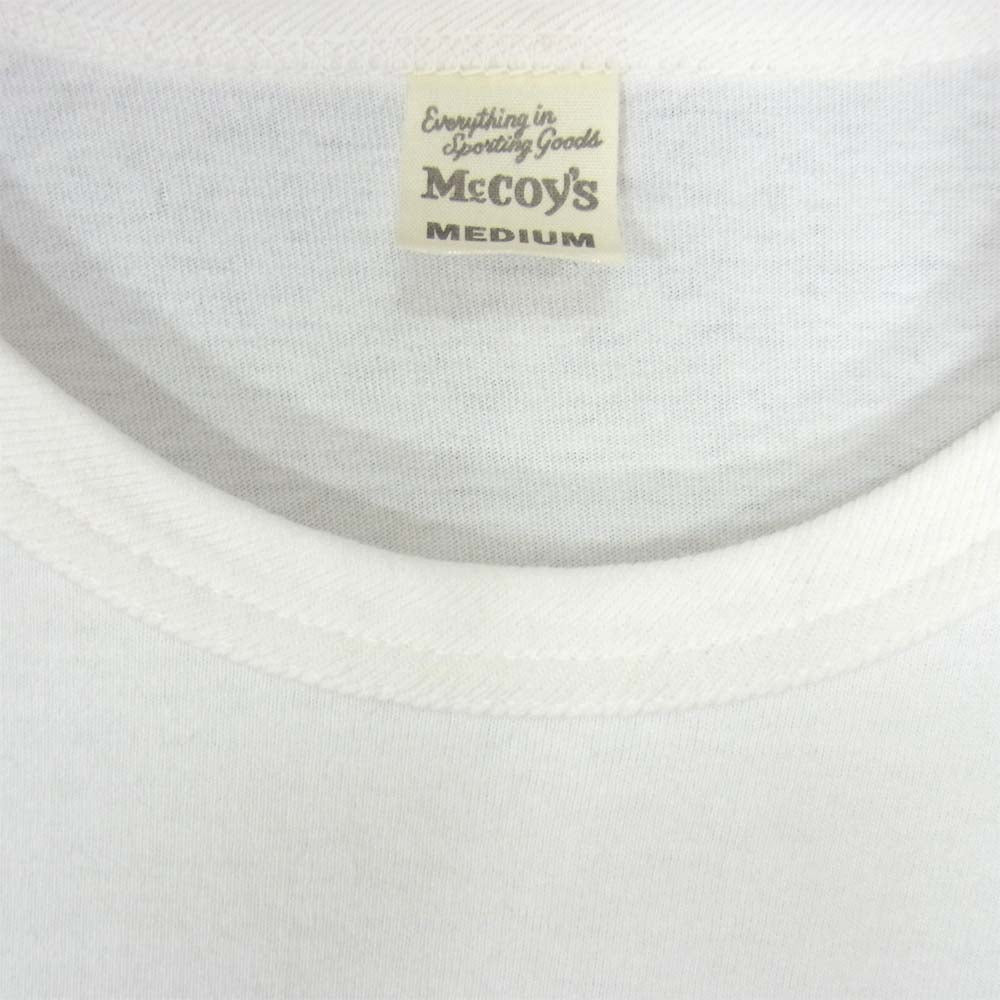 Everything in
Sporting Goods
McCoy's
MEDIUM